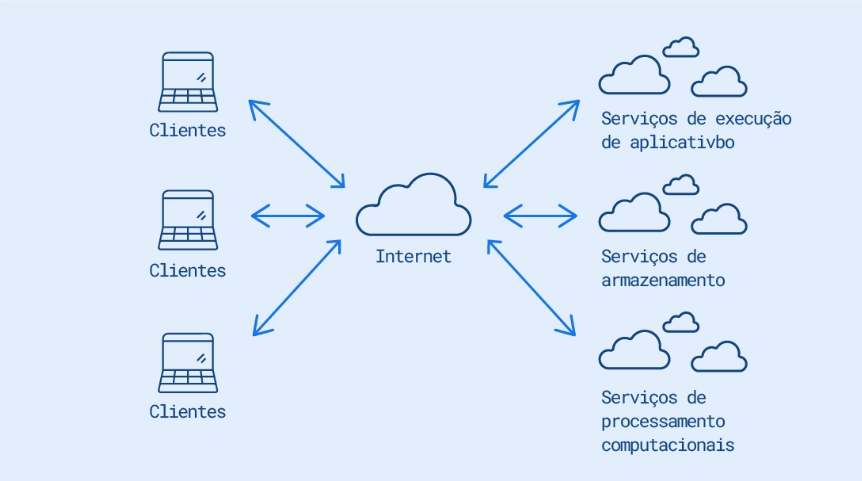 Clientes
Serviços de execução
de aplicativbo
Clientes
Internet
Serviços de
armazenamento
Clientes
Serviços de
processamento
computacionais